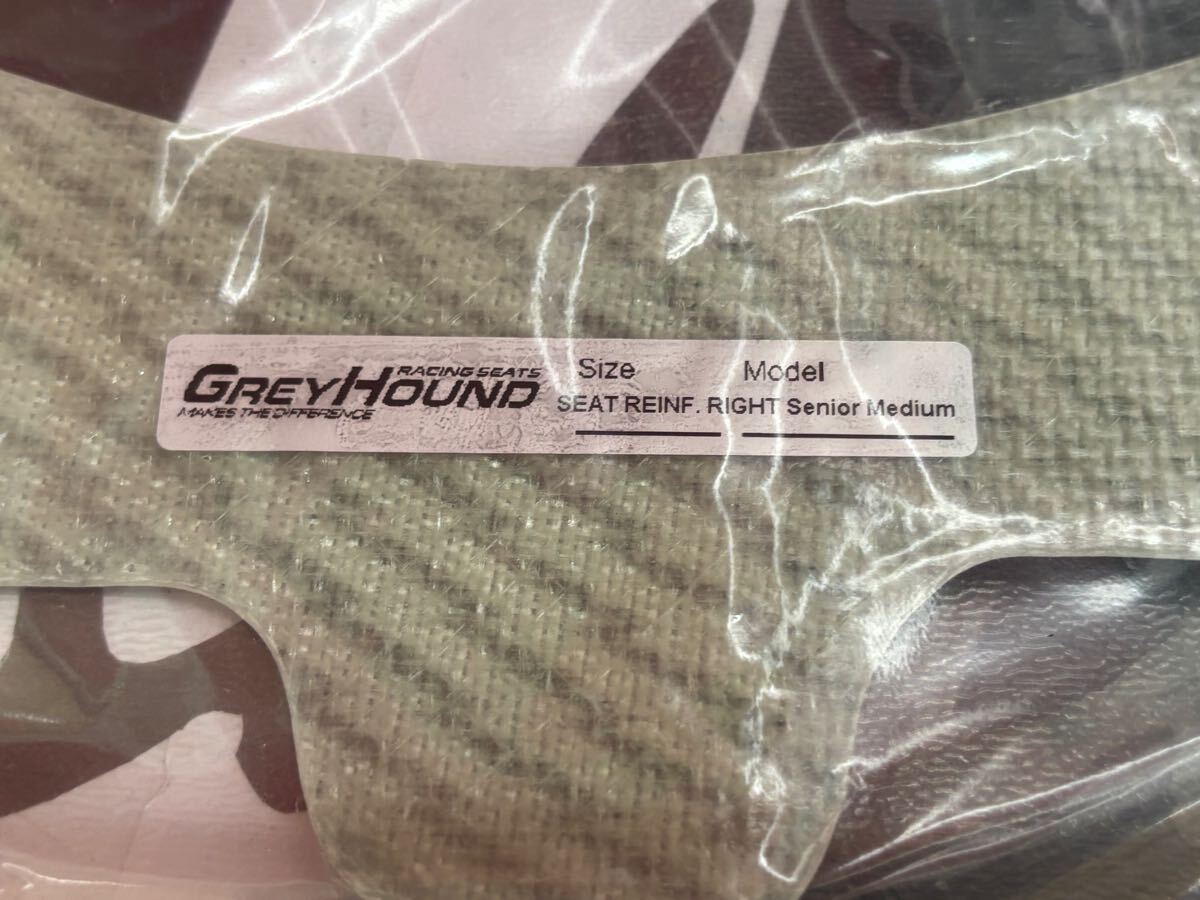 RACING SEATS
GREYHOUND
MAKES THE DIFFERENCE
Size Model
SEAT REINF. RIGHT Senior Medium